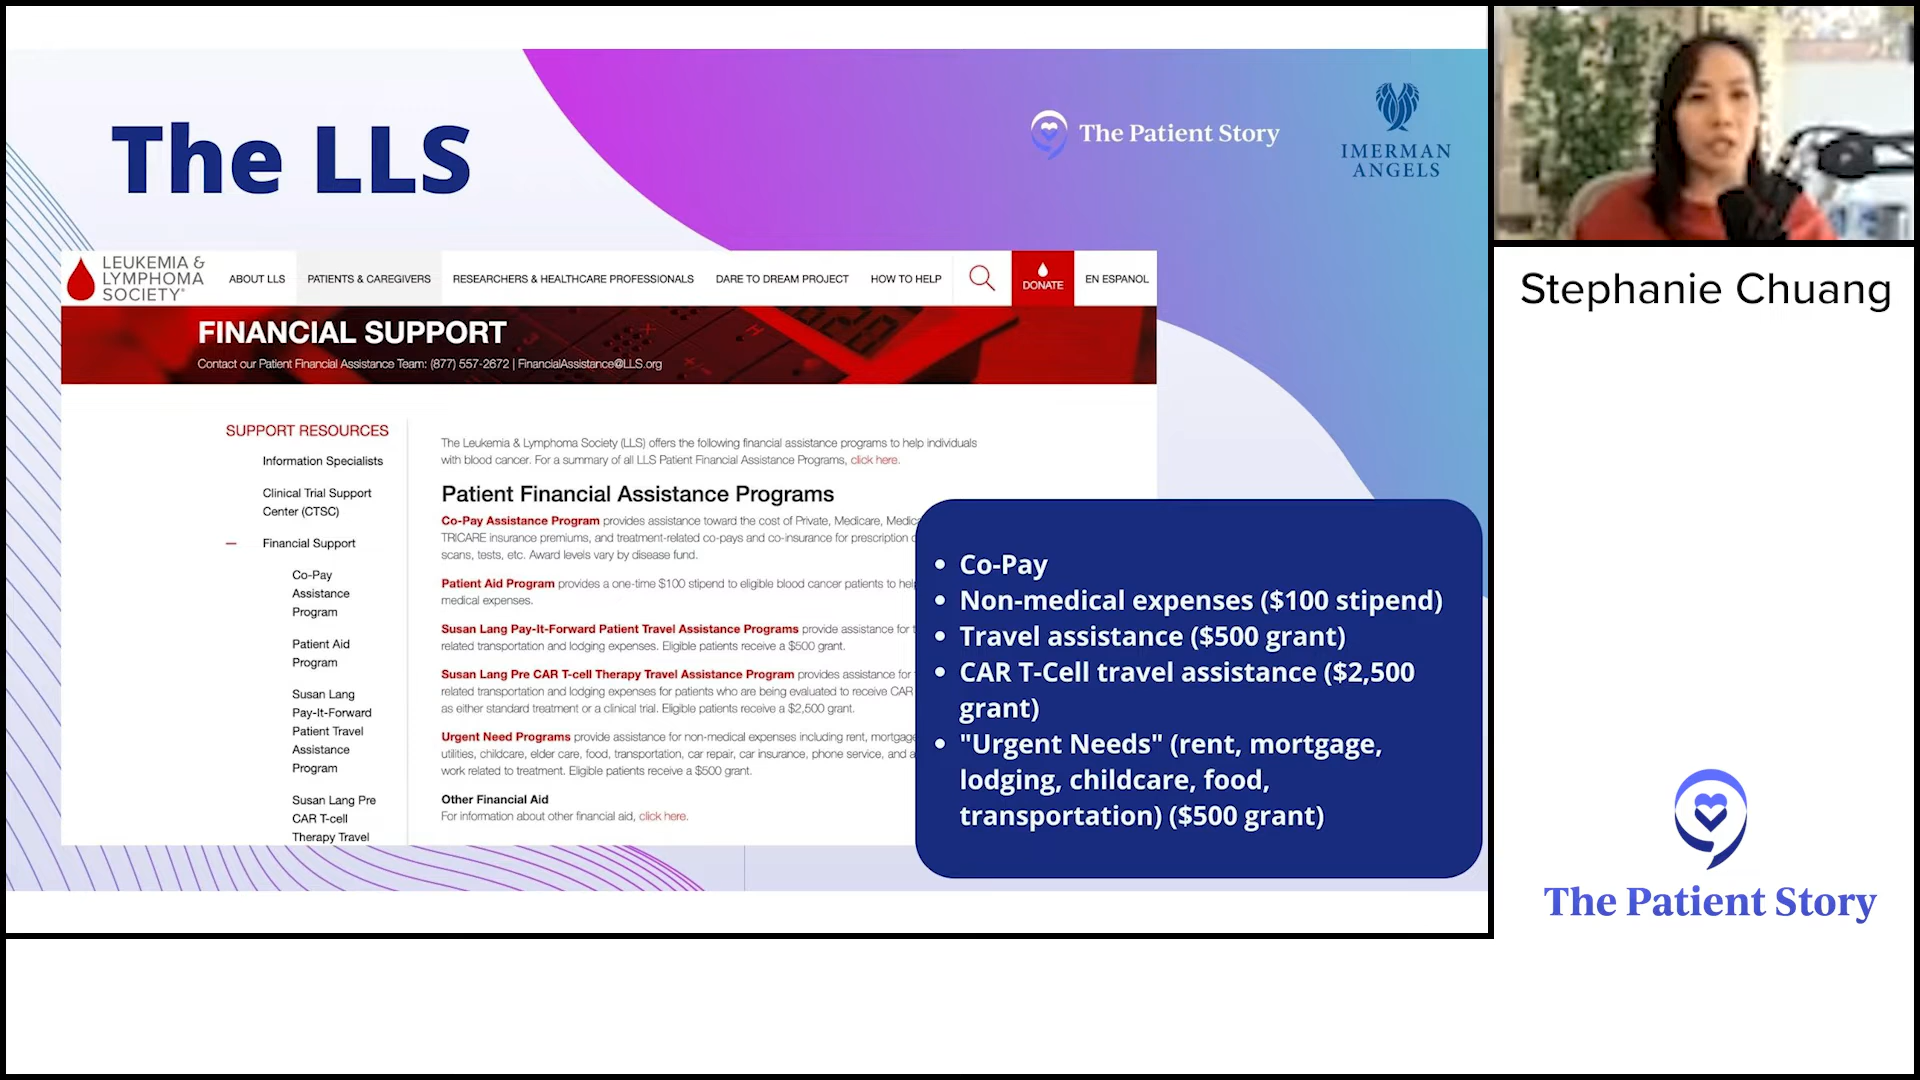 The LLS
The Patient Story
IMERMAN
ANGELS
LEUKEMIA &
LYMPHOMA
SOCIETY®
ABOUT LLS
PATIENTS & CAREGIVERS
RESEARCHERS & HEALTHCARE PROFESSIONALS
DARE TO DREAM PROJECT
HOW TO HELP
DONATE
EN ESPANOL
FINANCIAL SUPPORT
Contact our Patient Financial Assistance Team: (877) 557-2672 | FinancialAssistance@LLS.org
SUPPORT RESOURCES
Information Specialists
Clinical Trial Support
Center (CTSC)
Financial Support
Co-Pay
Assistance
Program
Patient Aid
Program
Susan Lang
Pay-It-Forward
Patient Travel
Assistance
Program
Susan Lang Pre
CAR T-cell
Therapy Travel
The Leukemia & Lymphoma Society (LLS) offers the following financial assistance programs to help individuals
with blood cancer. For a summary of all LLS Patient Financial Assistance Programs, click here.
Patient Financial Assistance Programs
Co-Pay Assistance Program provides assistance toward the cost of Private, Medicare,
TRICARE insurance premiums, and treatment-related co-pays and co-insurance for prescription
scans, tests, etc. Award levels vary by disease fund.
Patient Aid Program provides a one-time $100 stipend to eligible blood cancer patients to help
medical expenses.
Susan Lang Pay-It-Forward Patient Travel Assistance Programs provide assistance for
related transportation and lodging expenses. Eligible patients receive a $500 grant.
Susan Lang Pre CAR T-cell Therapy Travel Assistance Program provides assistance for
related transportation and lodging expenses for patients who are being evaluated to receive CAR
as either standard treatment or a clinical trial. Eligible patients receive a $2,500 grant.
Urgent Need Programs provide assistance for non-medical expenses including rent, mortgage
utilities, childcare, elder care, food, transportation, car repair, car insurance, phone service, and
work related to treatment. Eligible patients receive a $500 grant.
Other Financial Aid
For information about other financial aid, click here.
• Co-Pay
• Non-medical expenses ($100 stipend)
• Travel assistance ($500 grant)
• CAR T-Cell travel assistance ($2,500
grant)
• "Urgent Needs" (rent, mortgage,
lodging, childcare, food,
transportation) ($500 grant)
Stephanie Chuang
The Patient Story